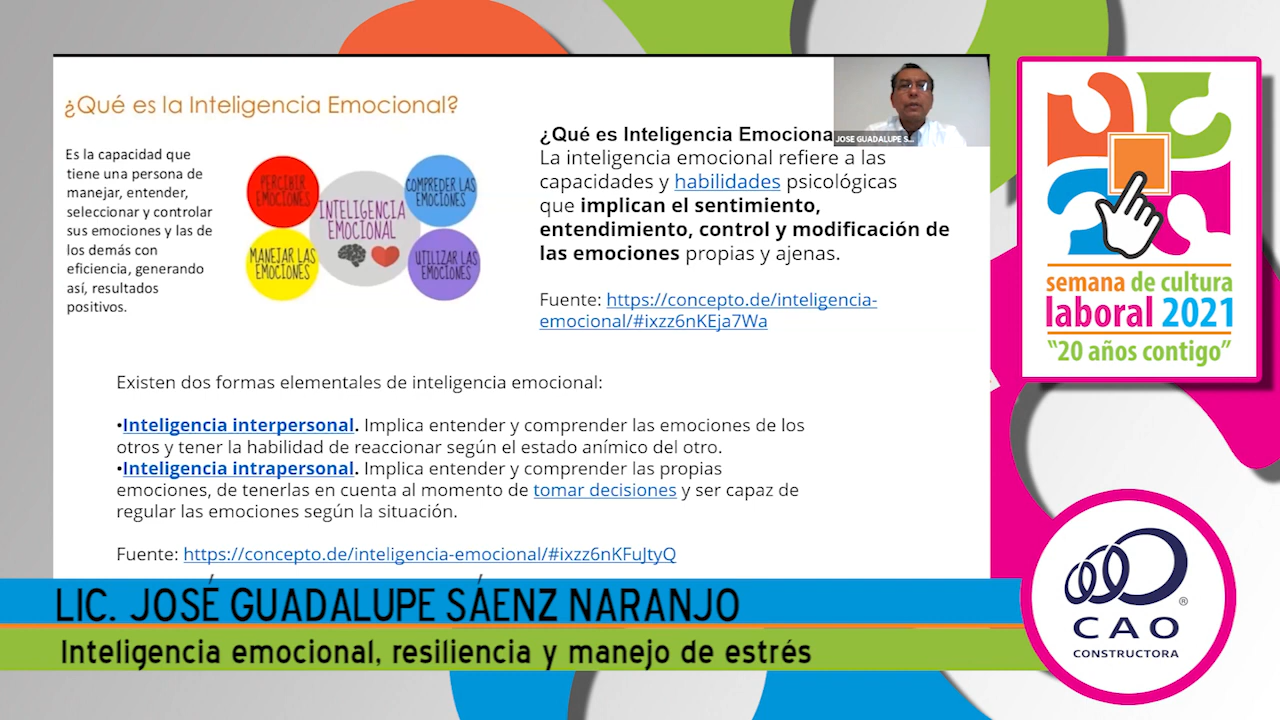 ¿Qué es la Inteligencia Emocional?
Es la capacidad que
tiene una persona de
manejar, entender,
seleccionar y controlar
sus emociones y las de
los demás con
eficiencia, generando
así, resultados
positivos.
PERCIBIR
EMOCIONES
COMPREDER LAS
EMOCIONES
INTELIGENCIA
EMOCIONAL
MANEJAR LAS
EMOCIONES
UTILIZAR LAS
EMOCIONES
¿Qué es Inteligencia Emociona
La inteligencia emocional refiere a las
capacidades y habilidades psicológicas
que implican el sentimiento,
entendimiento, control y modificación de
las emociones propias y ajenas.
Fuente: https://concepto.de/inteligencia-
emocional/#ixzz6nKEja7Wa
JOSE GUADALUPE S...
Existen dos formas elementales de inteligencia emocional:
•Inteligencia interpersonal. Implica entender y comprender las emociones de los
otros y tener la habilidad de reaccionar según el estado anímico del otro.
•Inteligencia intrapersonal. Implica entender y comprender las propias
emociones, de tenerlas en cuenta al momento de tomar decisiones y ser capaz de
regular las emociones según la situación.
Fuente: https://concepto.de/inteligencia-emocional/#ixzz6nKFuJtyQ
semana de cultura
laboral 2021
"20 años contigo"
LIC. JOSÉ GUADALUPE SÁENZ NARANJO
Inteligencia emocional, resiliencia y manejo de estrés
®
CAO
CONSTRUCTORA